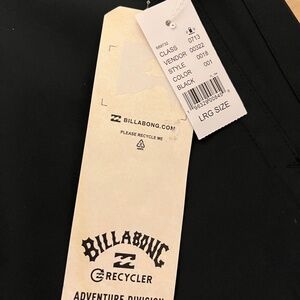 CLASS 0713
VENDOR 00322
STYLE 0018
COLOR 001
BLACK
LRG SIZE
BILLABONG.COM
PLEASE RECYCLE ME
BILLABONG
RECYCLER
ADVENTURE DIVISION